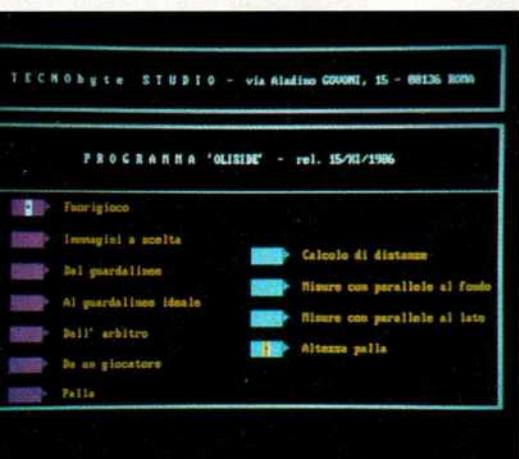 TECNObyte STUDIO - via Aladino GOVONI, 15 - 00136 ROMA
PROGRAMMA 'OLISIDE' - rel. 15/XI/1986
Fuorigioco
Immagini a scelta
Dal guardalinee
Al guardalinee ideale
Dall' arbitro
Da un giocatore
Palla
Calcolo di distanze
Misure con parallele al fondo
Misure con parallele al lato
Altezza palla